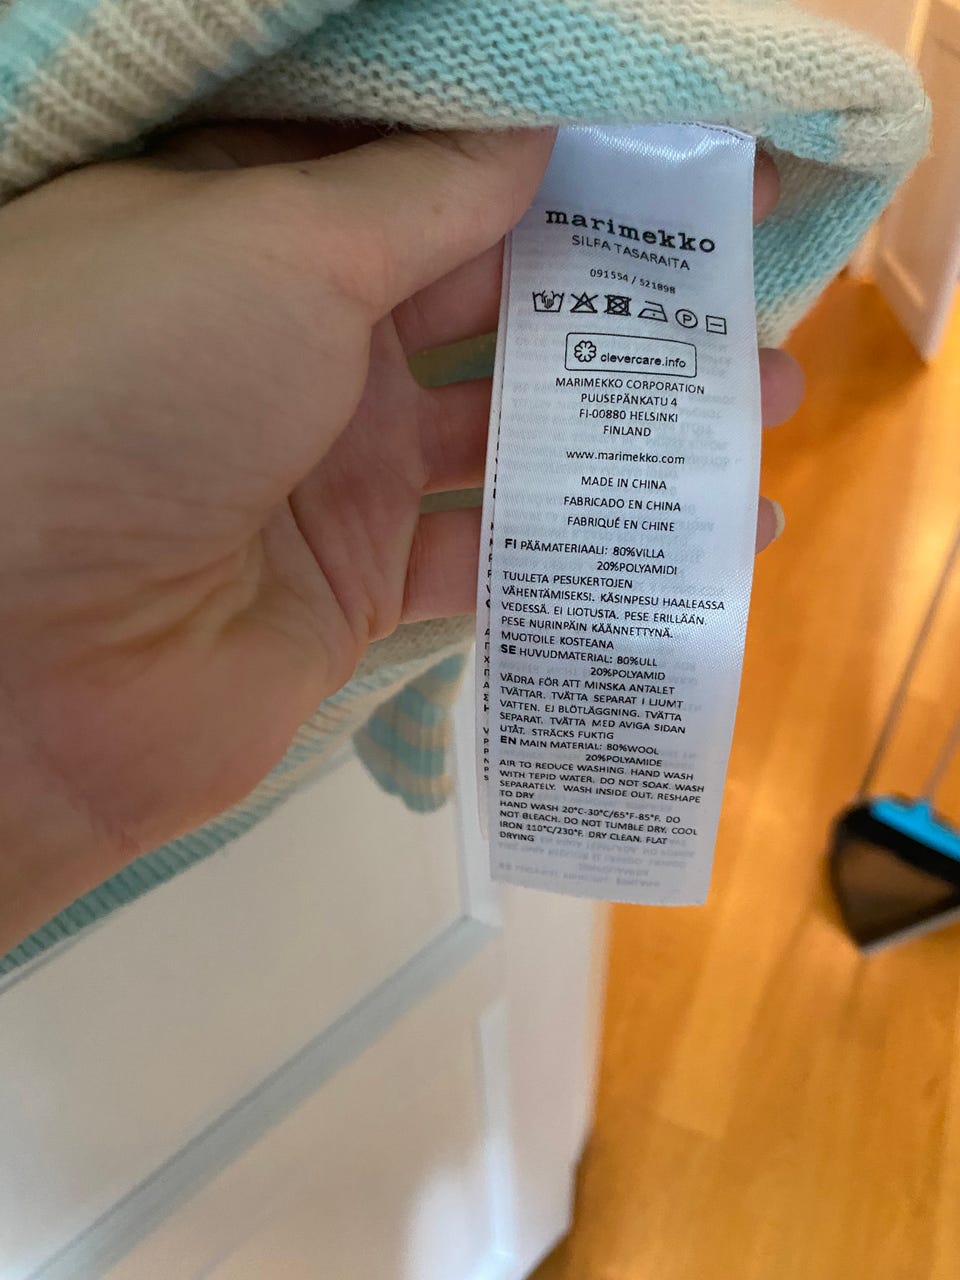 marimekko
SILFA TASARAITA
091554 / 521898
P
clevercare.info
MARIMEKKO CORPORATION
PUUSEPÄNKATU 4
FI-00880 HELSINKI
FINLAND
www.marimekko.com
MADE IN CHINA
FABRICADO EN CHINA
FABRIQUÉ EN CHINE
FI PÄÄMATERIAALI: 80%VILLA
20%POLYAMIDI
TUULETA PESUKERTOJEN
VÄHENTÄMISEKSI. KÄSINPESU HAALEASSA
VEDESSÄ. EI LIOTUSTA. PESE ERILLÄÄN.
PESE NURINPÄIN KÄÄNNETTYNÄ.
MUOTOILE KOSTEANA
SE HUVUDMATERIAL: 80%ULL
20%POLYAMID
VÄDRA FÖR ATT MINSKA ANTALET
TVÄTTAR. TVÄTTA SEPARAT I LJUMT
VATTEN. EJ BLÖTLÄGGNING. TVÄTTA
SEPARAT. TVÄTTA MED AVIGA SIDAN
UTÅT. STRÄCKS FUKTIG
EN MAIN MATERIAL: 80%WOOL
20%POLYAMIDE
AIR TO REDUCE WASHING. HAND WASH
WITH TEPID WATER. DO NOT SOAK. WASH
SEPARATELY. WASH INSIDE OUT. RESHAPE
TO DRY
HAND WASH 20°C-30°C/65°F-85°F. DO
NOT BLEACH. DO NOT TUMBLE DRY. COOL
IRON 110°C/230°F. DRY CLEAN. FLAT
DRYING